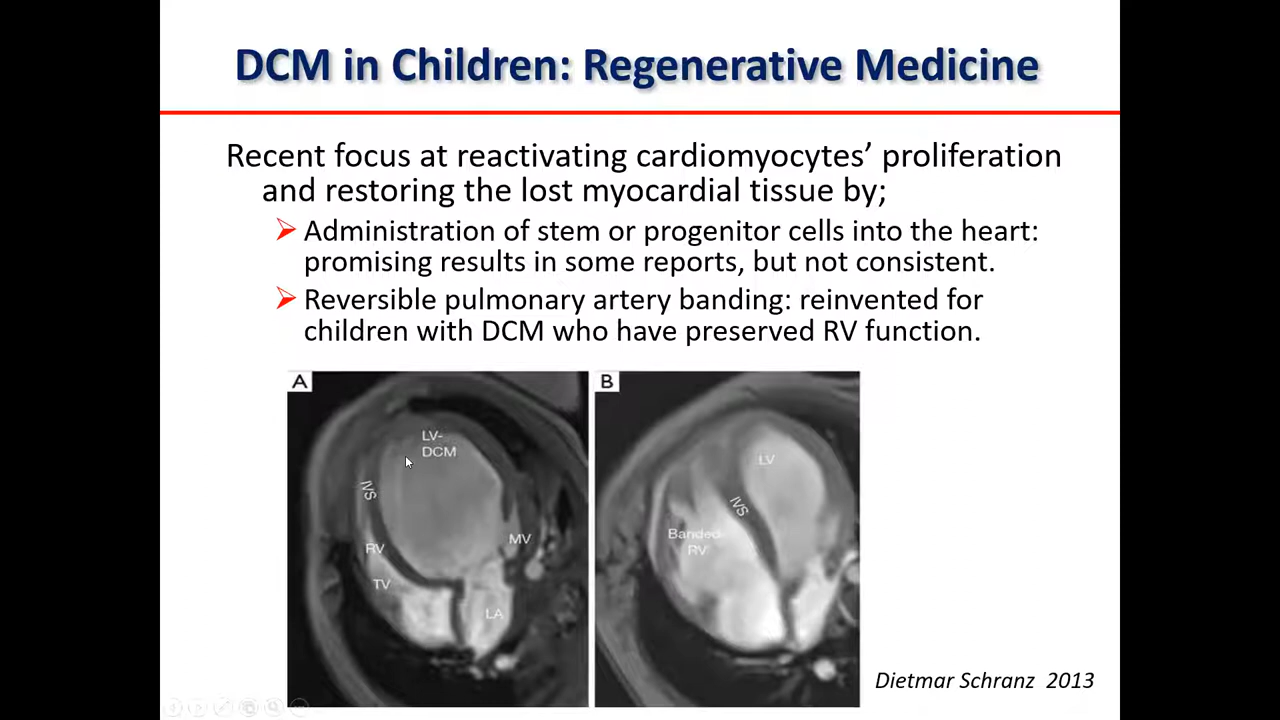 DCM in Children: Regenerative Medicine
Recent focus at reactivating cardiomyocytes’ proliferation
and restoring the lost myocardial tissue by;
Administration of stem or progenitor cells into the heart:
promising results in some reports, but not consistent.
Reversible pulmonary artery banding: reinvented for
children with DCM who have preserved RV function.
A
LV-
DCM
IVS
RV
TV
MV
LA
B
LV
IVS
Banded
RV
Dietmar Schranz 2013